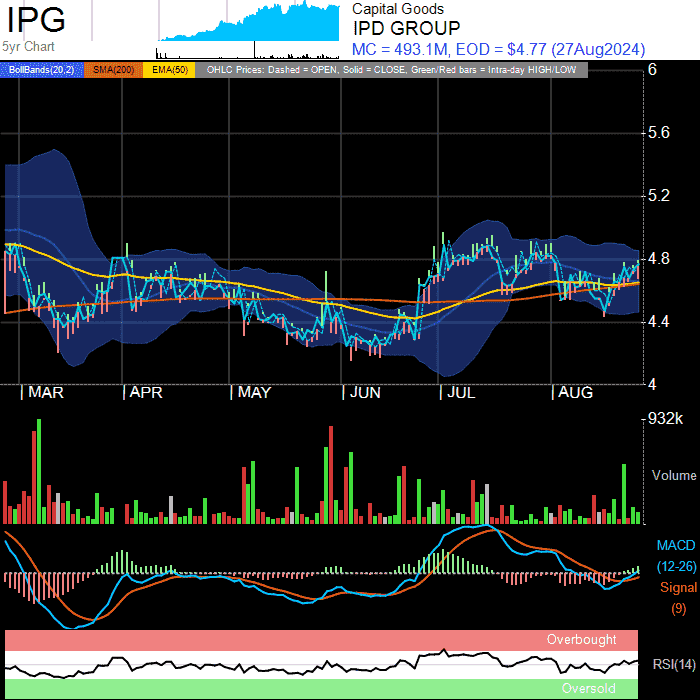 IPG
5yr Chart
Capital Goods
IPD GROUP
MC = 493.1M, EOD = $4.77 (27Aug2024)
BollBands(20,2) SMA(200) EMA(50) OHLC Prices: Dashed = OPEN, Solid = CLOSE, Green/Red bars = Intra-day HIGH/LOW
6
5.6
5.2
4.8
4.4
4
MAR APR MAY JUN JUL AUG
932k
Volume
MACD
(12-26)
Signal
(9)
Overbought
RSI(14)
Oversold